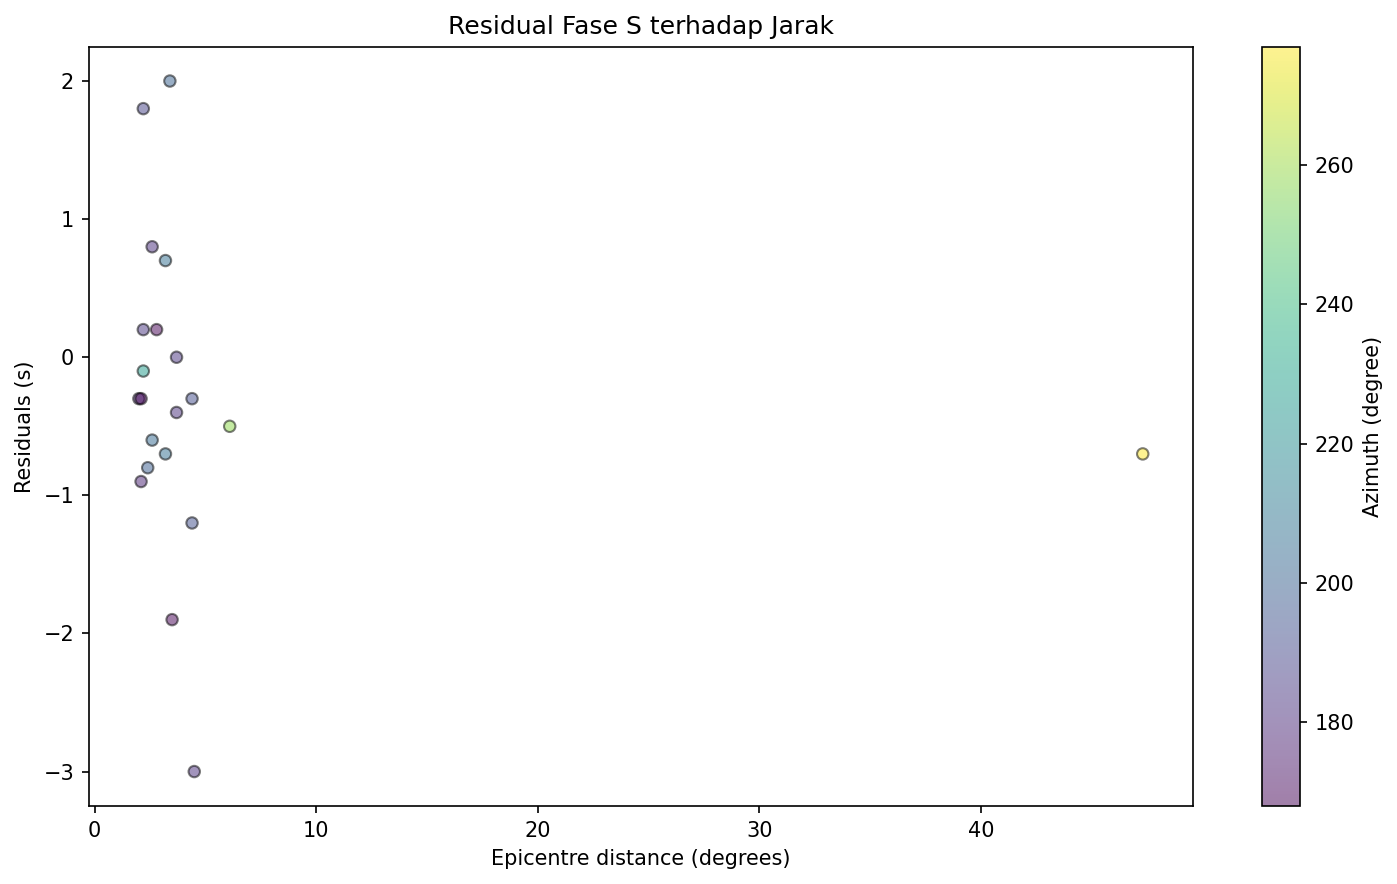 Residual Fase S terhadap Jarak
Residuals (s)
2
1
0
−1
−2
−3
0 10 20 30 40
Epicentre distance (degrees)
260
240
220
200
180
Azimuth (degree)